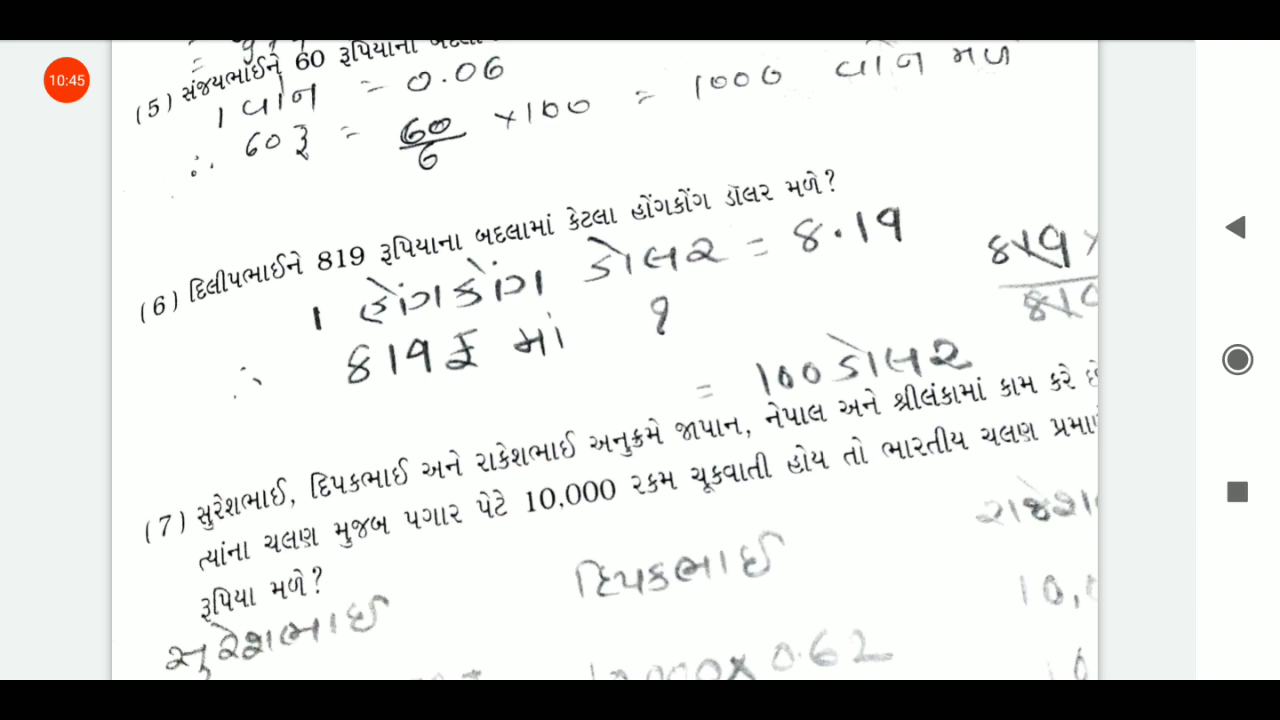 10:45
(5) સંજયભાઈને 60 રૂપિયાના
1 વોન = 0.06
∴ 60 રૂ = 60/6 ×100 = 1000 વોન મળે
(6) દિલીપભાઈને 819 રૂપિયાના બદલામાં કેટલા હોંગકોંગ ડૉલર મળે?
1 હોંગકોંગ ડોલર = 8.19
∴ 819 રૂ માં ?
= 100 ડોલર
(7) સુરેશભાઈ, દિપકભાઈ અને રાકેશભાઈ અનુક્રમે જાપાન, નેપાલ અને શ્રીલંકામાં કામ કરે
ત્યાંના ચલણ મુજબ પગાર પેટે 10,000 રકમ ચૂકવાતી હોય તો ભારતીય ચલણ
રૂપિયા મળે?
સુરેશભાઈ દિપકભાઈ
0.62